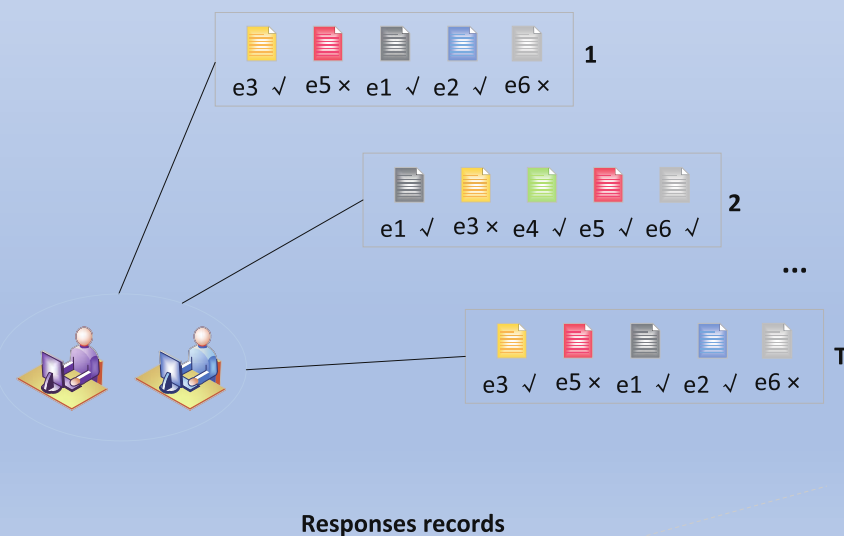 1
e3 √ e5 × e1 √ e2 √ e6 ×
2
e1 √ e3 × e4 √ e5 √ e6 √
...
T
e3 √ e5 × e1 √ e2 √ e6 ×
Responses records